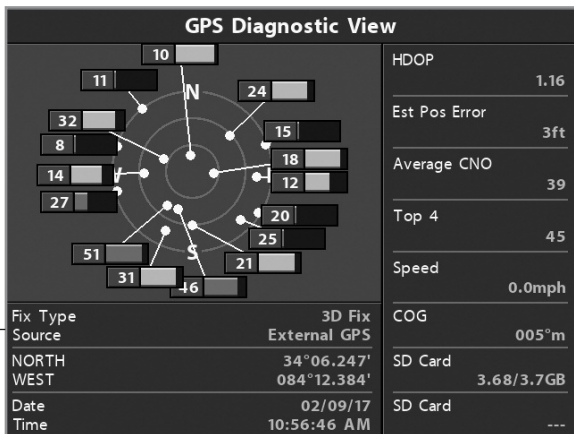 GPS Diagnostic View
10
11
N
24
32
15
8
18
14
12
27
20
25
51
S
21
31
46
HDOP
1.16
Est Pos Error
3ft
Average CNO
39
Top 4
45
Speed
0.0mph
COG
005°m
SD Card
3.68/3.7GB
SD Card
---
Fix Type 3D Fix
Source External GPS
NORTH 34°06.247'
WEST 084°12.384'
Date 02/09/17
Time 10:56:46 AM